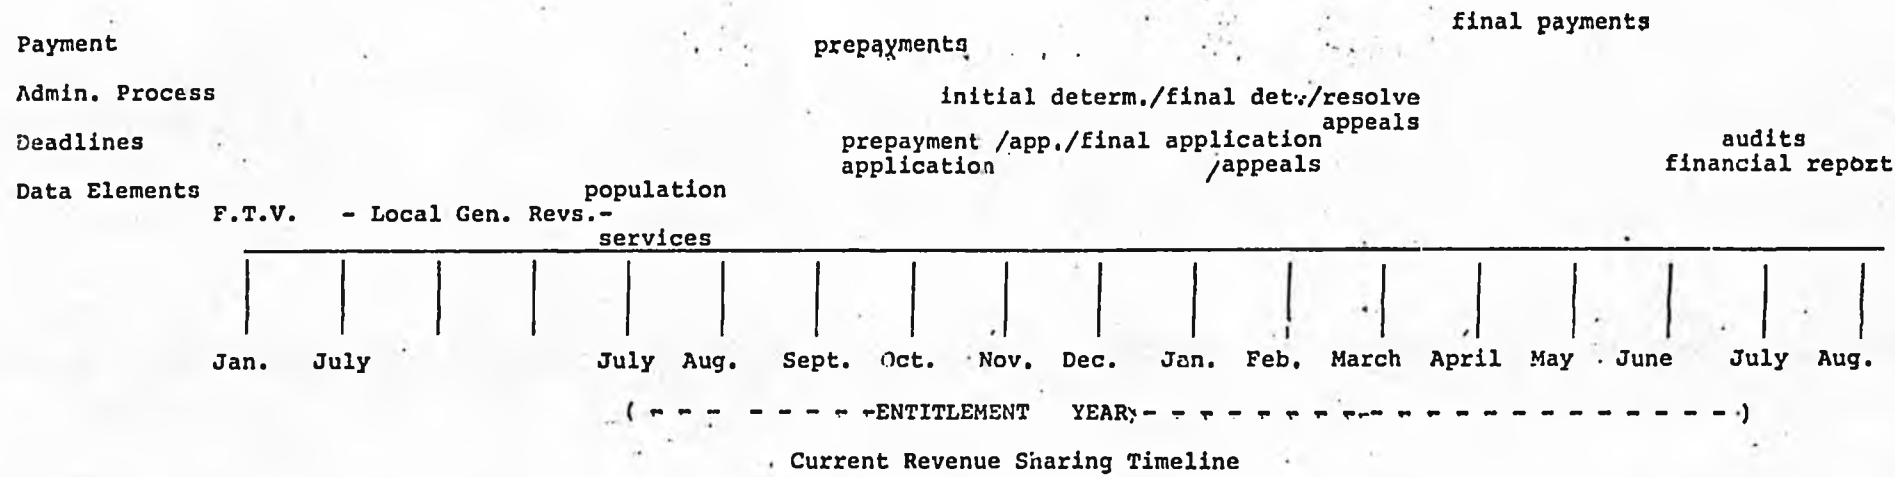 final payments
Payment prepayments
Admin. Process initial determ./final det./resolve
appeals
Deadlines prepayment /app./final application audits
application /appeals financial report
Data Elements population
F.T.V. - Local Gen. Revs.-
services
Jan. July July Aug. Sept. Oct. Nov. Dec. Jan. Feb. March April May June July Aug.
( - - - - - - - -ENTITLEMENT YEAR- - - - - - - - - - - - - - - - - - )
Current Revenue Sharing Timeline